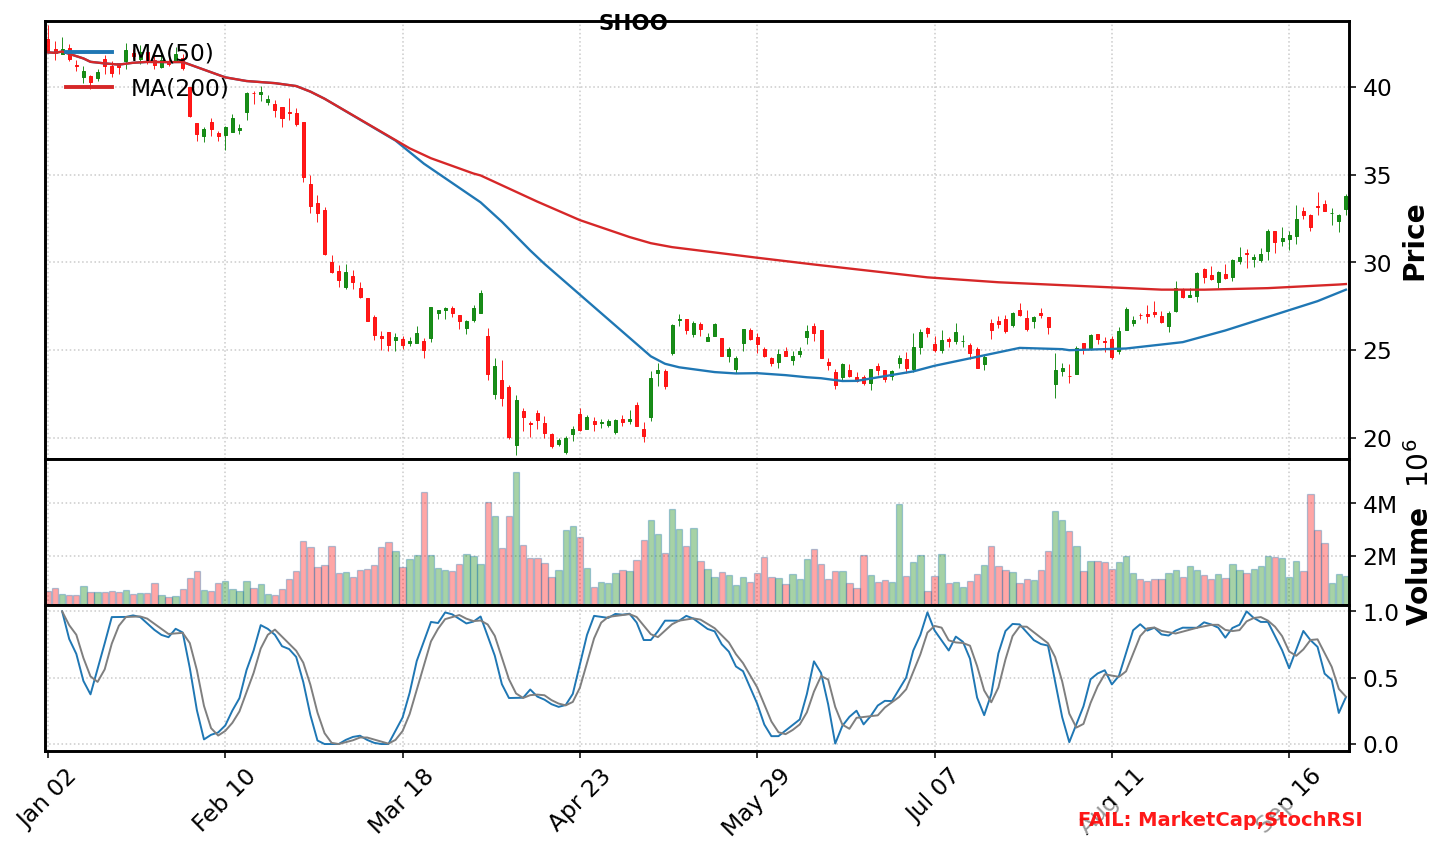 SHOO
MA(50)
MA(200)
40
35
30
25
20
Price
10⁶
4M
2M
Volume
1.0
0.5
0.0
Jan 02
Feb 10
Mar 18
Apr 23
May 29
Jul 07
Aug 11
Sep 16
FAIL: MarketCap,StochRSI